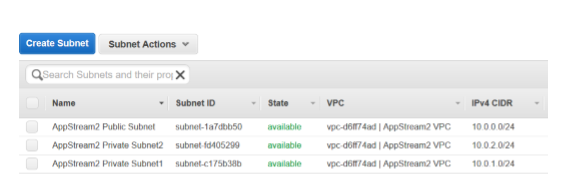 Create Subnet Subnet Actions
Search Subnets and their prop
Name Subnet ID State VPC IPv4 CIDR
AppStream2 Public Subnet subnet-1a7dbb50 available vpc-d6ff74ad | AppStream2 VPC 10.0.0.0/24
AppStream2 Private Subnet2 subnet-fd405299 available vpc-d6ff74ad | AppStream2 VPC 10.0.2.0/24
AppStream2 Private Subnet1 subnet-c175b38b available vpc-d6ff74ad | AppStream2 VPC 10.0.1.0/24